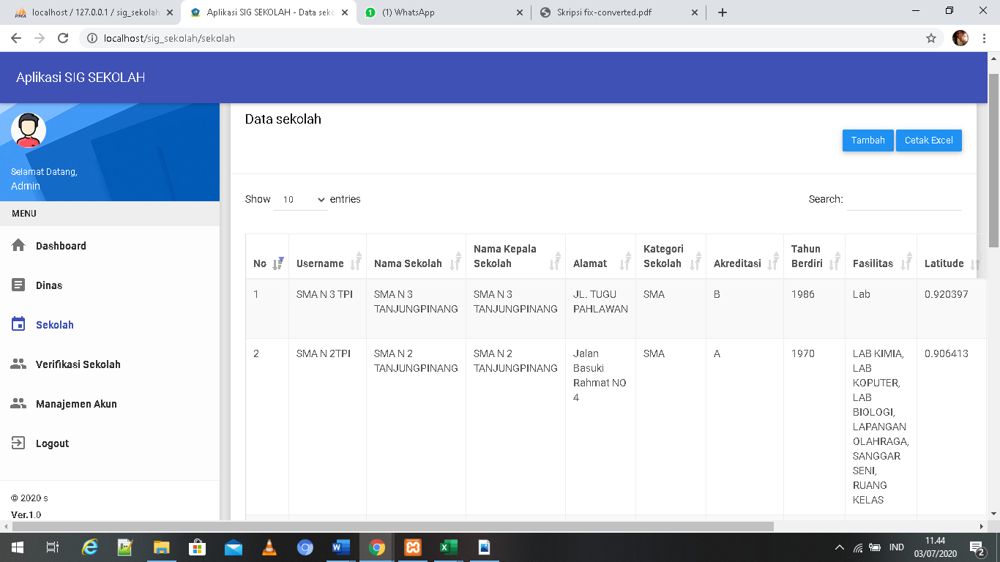 localhost / 127.0.0.1 / sig_sekolah
Aplikasi SIG SEKOLAH - Data seko
(1) WhatsApp
Skripsi fix-converted.pdf
localhost/sig_sekolah/sekolah
Aplikasi SIG SEKOLAH
Selamat Datang,
Admin
MENU
Dashboard
Dinas
Sekolah
Verifikasi Sekolah
Manajemen Akun
Logout
© 2020 s
Ver.1.0
Data sekolah
Tambah
Cetak Excel
Show 10 entries
Search:
No
Username
Nama Sekolah
Nama Kepala
Sekolah
Alamat
Kategori
Sekolah
Akreditasi
Tahun
Berdiri
Fasilitas
Latitude
1
SMA N 3 TPI
SMA N 3
TANJUNGPINANG
SMA N 3
TANJUNGPINANG
JL. TUGU
PAHLAWAN
SMA
B
1986
Lab
0.920397
2
SMA N 2TPI
SMA N 2
TANJUNGPINANG
SMA N 2
TANJUNGPINANG
Jalan
Basuki
Rahmat NO
4
SMA
A
1970
LAB KIMIA,
LAB
KOPUTER,
LAB
BIOLOGI,
LAPANGAN
OLAHRAGA,
SANGGAR
SENI,
RUANG
KELAS
0.906413
IND
11.44
03/07/2020
2